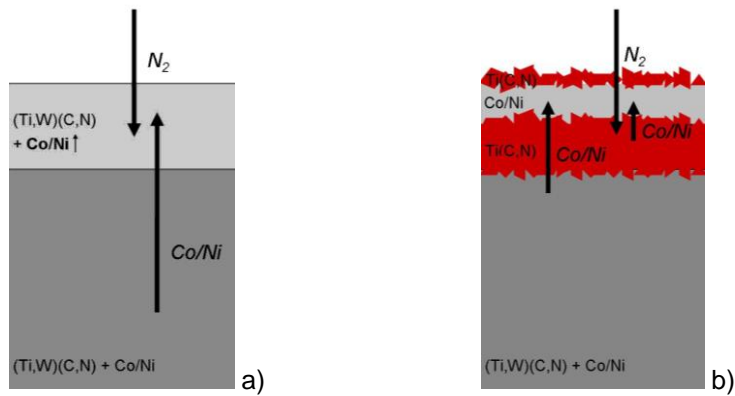 N₂
(Ti,W)(C,N)
+ Co/Ni↑
Co/Ni
(Ti,W)(C,N) + Co/Ni
a)
N₂
Ti(C,N)
Co/Ni
Co/Ni
Ti(C,N)
Co/Ni
(Ti,W)(C,N) + Co/Ni
b)